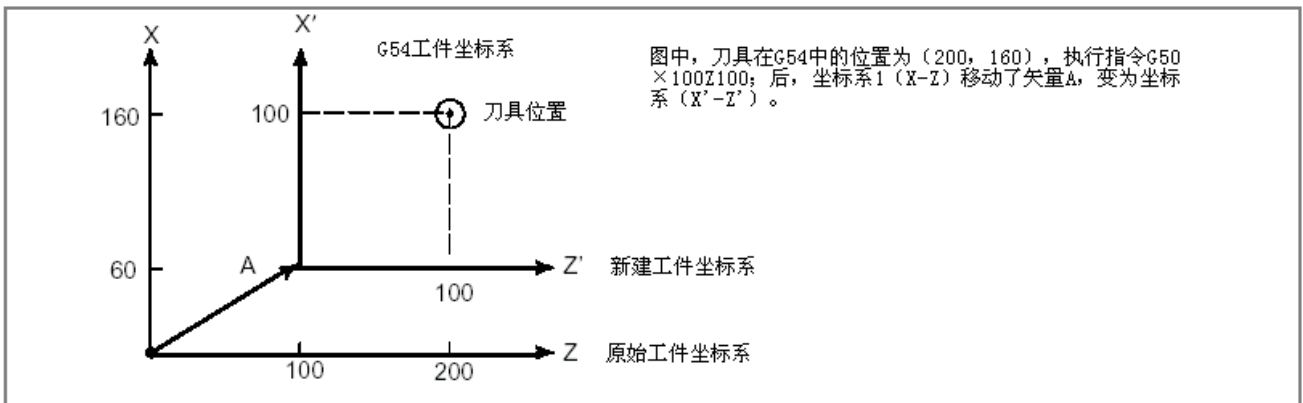 X
X'
G54工件坐标系
图中，刀具在G54中的位置为（200，160），执行指令G50
×100Z100；后，坐标系1（X-Z）移动了矢量A，变为坐标
系（X'-Z'）。
160
100
刀具位置
60
A
Z'
新建工件坐标系
100
Z
原始工件坐标系
100
200